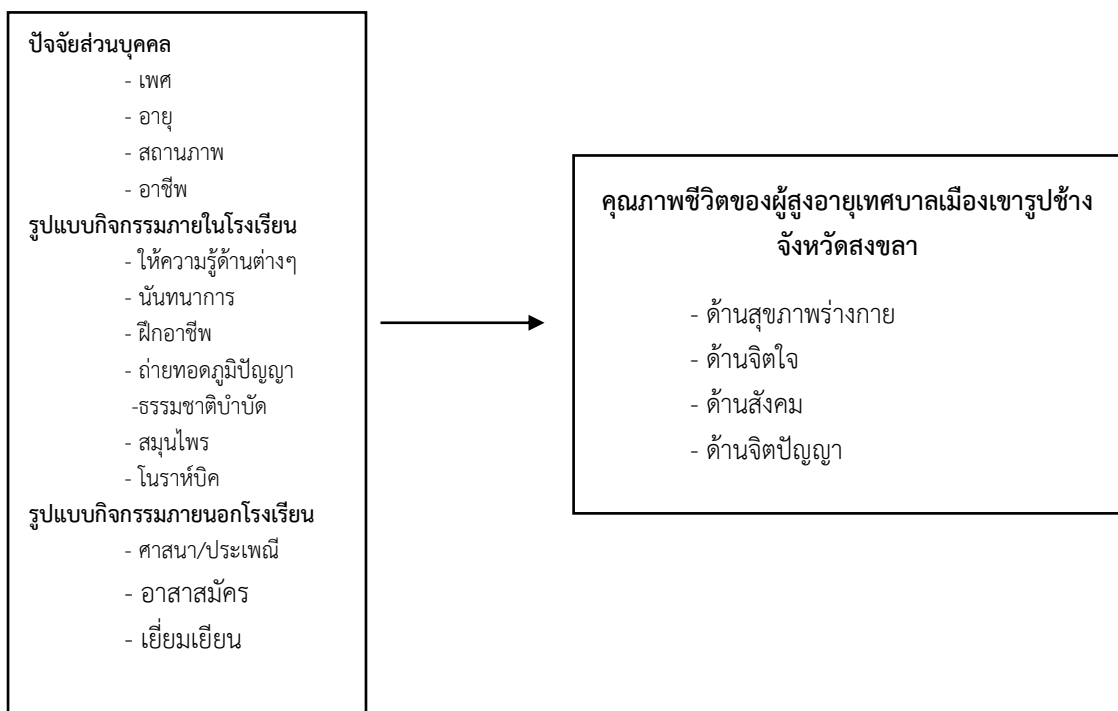 ปัจจัยส่วนบุคคล
- เพศ
- อายุ
- สถานภาพ
- อาชีพ
รูปแบบกิจกรรมภายในโรงเรียน
- ให้ความรู้ด้านต่างๆ
- นันทนาการ
- ฝึกอาชีพ
- ถ่ายทอดภูมิปัญญา
-ธรรมชาติบำบัด
- สมุนไพร
- โนราห์บิค
รูปแบบกิจกรรมภายนอกโรงเรียน
- ศาสนา/ประเพณี
- อาสาสมัคร
- เยี่ยมเยียน
คุณภาพชีวิตของผู้สูงอายุเทศบาลเมืองเขารูปช้าง
จังหวัดสงขลา
- ด้านสุขภาพร่างกาย
- ด้านจิตใจ
- ด้านสังคม
- ด้านจิตปัญญา